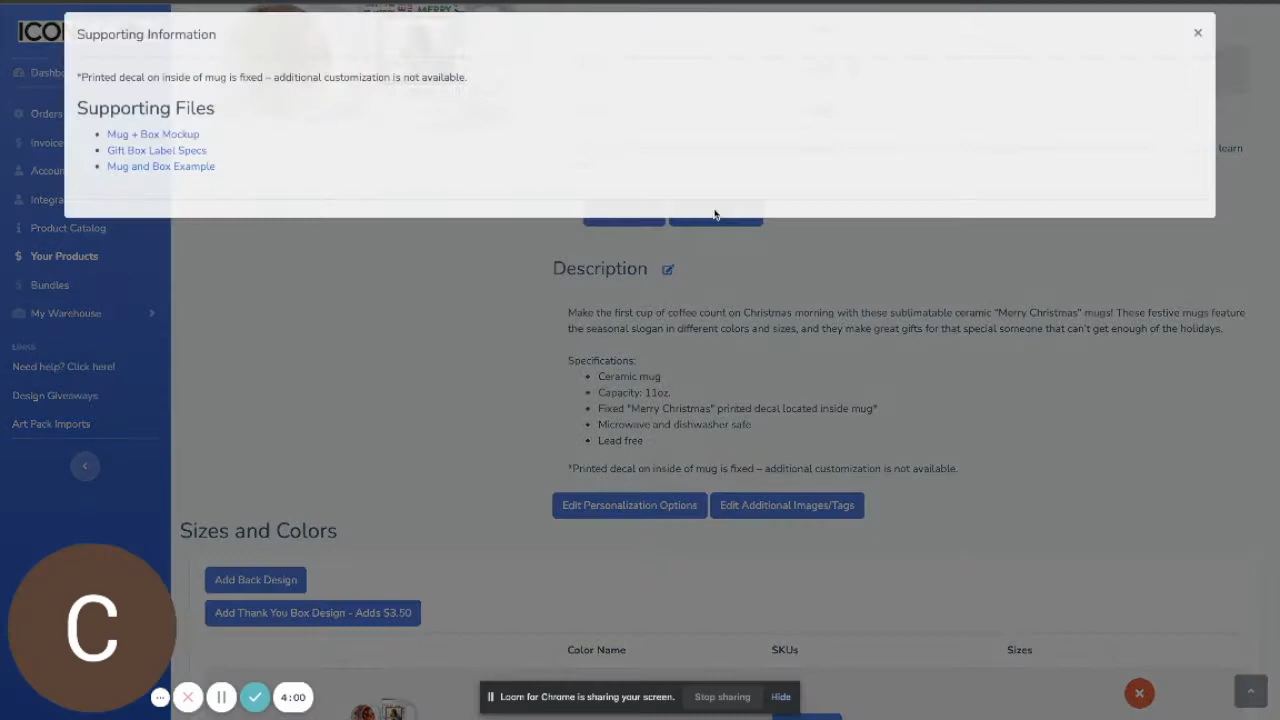 Supporting Information
×
*Printed decal on inside of mug is fixed – additional customization is not available.
Supporting Files
Mug + Box Mockup
Gift Box Label Specs
Mug and Box Example
MERRY
ICO
Dashbo
Orders
Invoice
Accoun
Integra
Product Catalog
Your Products
Bundles
My Warehouse
Need help? Click here!
Design Giveaways
Art Pack Imports
learn
Description
Make the first cup of coffee count on Christmas morning with these sublimatable ceramic “Merry Christmas” mugs! These festive mugs feature
the seasonal slogan in different colors and sizes, and they make great gifts for that special someone that can’t get enough of the holidays.
Specifications:
Ceramic mug
Capacity: 11oz.
Fixed "Merry Christmas" printed decal located inside mug*
Microwave and dishwasher safe
Lead free
*Printed decal on inside of mug is fixed – additional customization is not available.
Edit Personalization Options Edit Additional Images/Tags
Sizes and Colors
Add Back Design
Add Thank You Box Design - Adds $3.50
Color Name SKUs Sizes
C
4:00
Loom for Chrome is sharing your screen. Stop sharing Hide